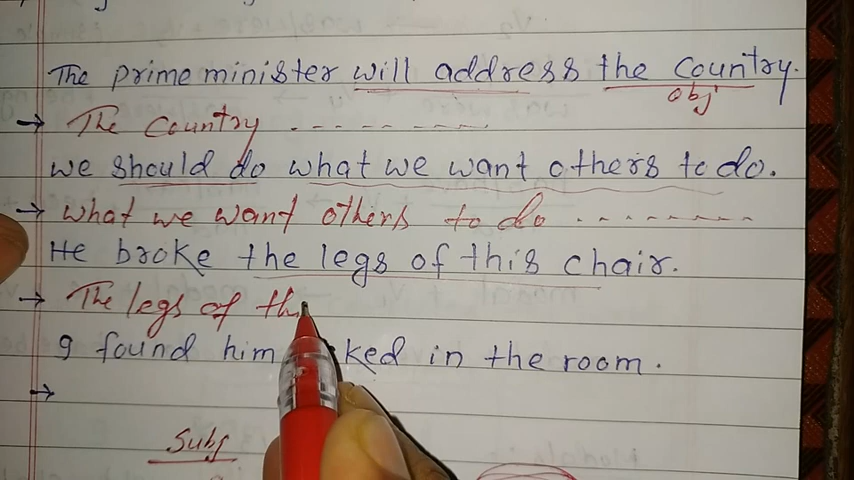 The prime minister will address the country.
obj
→ The Country - - - - - - -
we should do what we want others to do.
→ what we want others to do - - - - - - - -
He broke the legs of this chair.
→ The legs of th
I found him ked in the room.
→
Subj